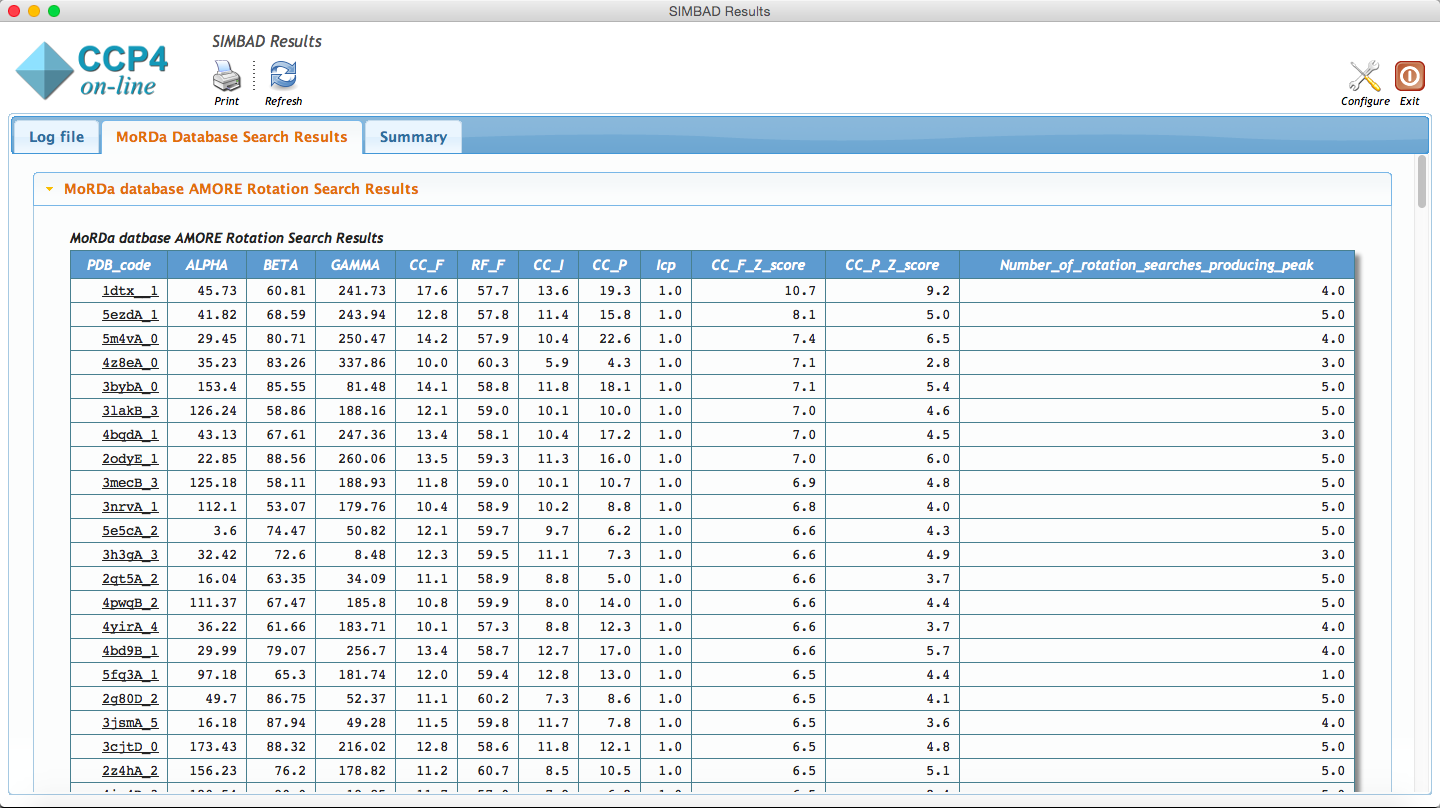 SIMBAD Results
CCP4
on-line
SIMBAD Results
Print
Refresh
Configure
Exit
Log file
MoRDa Database Search Results
Summary
MoRDa database AMORE Rotation Search Results
MoRDa datbase AMORE Rotation Search Results
PDB_code ALPHA BETA GAMMA CC_F RF_F CC_I CC_P Icp CC_F_Z_score CC_P_Z_score Number_of_rotation_searches_producing_peak
1dtx__1 45.73 60.81 241.73 17.6 57.7 13.6 19.3 1.0 10.7 9.2 4.0
5ezdA_1 41.82 68.59 243.94 12.8 57.8 11.4 15.8 1.0 8.1 5.0 5.0
5m4vA_0 29.45 80.71 250.47 14.2 57.9 10.4 22.6 1.0 7.4 6.5 4.0
4z8eA_0 35.23 83.26 337.86 10.0 60.3 5.9 4.3 1.0 7.1 2.8 3.0
3bybA_0 153.4 85.55 81.48 14.1 58.8 11.8 18.1 1.0 7.1 5.4 5.0
3lakB_3 126.24 58.86 188.16 12.1 59.0 10.1 10.0 1.0 7.0 4.6 5.0
4bqdA_1 43.13 67.61 247.36 13.4 58.1 10.4 17.2 1.0 7.0 4.5 3.0
2odyE_1 22.85 88.56 260.06 13.5 59.3 11.3 16.0 1.0 7.0 6.0 5.0
3mecB_3 125.18 58.11 188.93 11.8 59.0 10.1 10.7 1.0 6.9 4.8 5.0
3nrvA_1 112.1 53.07 179.76 10.4 58.9 10.2 8.8 1.0 6.8 4.0 5.0
5e5cA_2 3.6 74.47 50.82 12.1 59.7 9.7 6.2 1.0 6.6 4.3 5.0
3h3gA_3 32.42 72.6 8.48 12.3 59.5 11.1 7.3 1.0 6.6 4.9 3.0
2qt5A_2 16.04 63.35 34.09 11.1 58.9 8.8 5.0 1.0 6.6 3.7 5.0
4pwqB_2 111.37 67.47 185.8 10.8 59.9 8.0 14.0 1.0 6.6 4.4 5.0
4yirA_4 36.22 61.66 183.71 10.1 57.3 8.8 12.3 1.0 6.6 3.7 4.0
4bd9B_1 29.99 79.07 256.7 13.4 58.7 12.7 17.0 1.0 6.6 5.7 4.0
5fq3A_1 97.18 65.3 181.74 12.0 59.4 12.8 13.0 1.0 6.5 4.4 1.0
2g80D_2 49.7 86.75 52.37 11.1 60.2 7.3 8.6 1.0 6.5 4.1 5.0
3jsmA_5 16.18 87.94 49.28 11.5 59.8 11.7 7.8 1.0 6.5 3.6 4.0
3cjtD_0 173.43 88.32 216.02 12.8 58.6 11.8 12.1 1.0 6.5 4.8 5.0
2z4hA_2 156.23 76.2 178.82 11.2 60.7 8.5 10.5 1.0 6.5 5.1 5.0